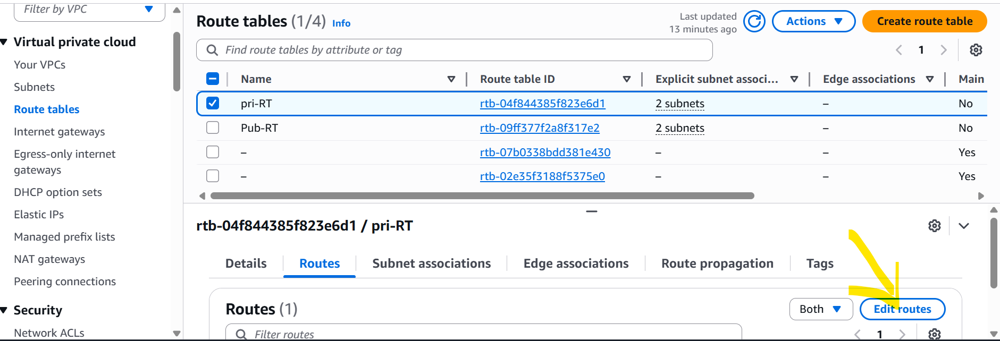 Filter by VPC
Virtual private cloud
Your VPCs
Subnets
Route tables
Internet gateways
Egress-only internet
gateways
DHCP option sets
Elastic IPs
Managed prefix lists
NAT gateways
Peering connections
Security
Network ACLs
Route tables (1/4) Info
Last updated
13 minutes ago
Actions
Create route table
Find route tables by attribute or tag
1
Name Route table ID Explicit subnet associ... Edge associations Main
pri-RT rtb-04f844385f823e6d1 2 subnets – No
Pub-RT rtb-09ff377f2a8f317e2 2 subnets – No
– rtb-07b0338bdd381e430 – – Yes
– rtb-02e35f3188f5375e0 – – Yes
rtb-04f844385f823e6d1 / pri-RT
Details Routes Subnet associations Edge associations Route propagation Tags
Routes (1) Both Edit routes
Filter routes 1